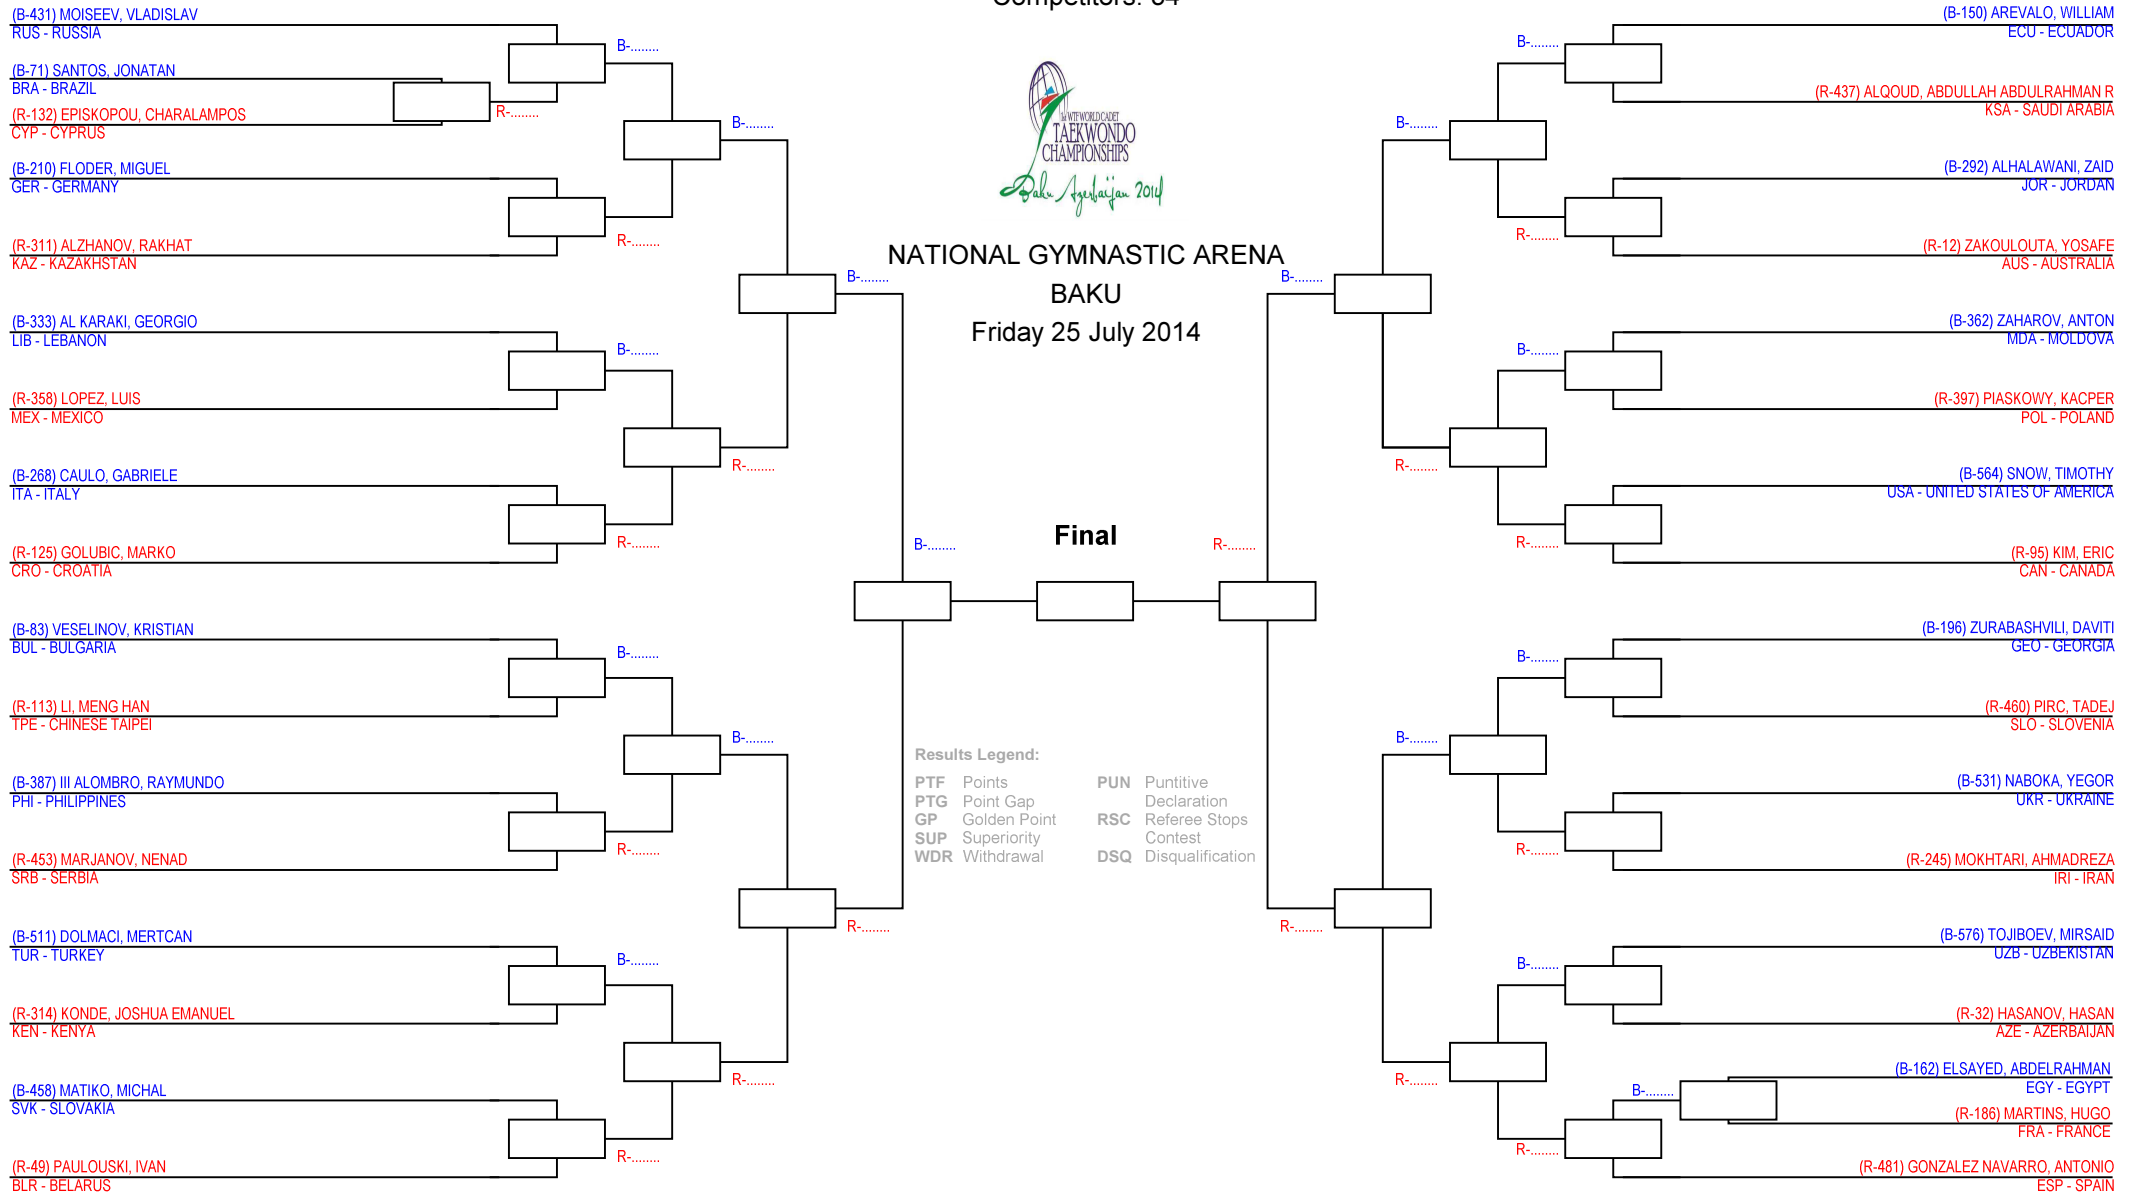 Competitors: 34
(B-431) MOISEEV, VLADISLAV
RUS - RUSSIA
B-........
(B-71) SANTOS, JONATAN
BRA - BRAZIL
R-........
(R-132) EPISKOPOU, CHARALAMPOS
CYP - CYPRUS
B-........
(B-210) FLODER, MIGUEL
GER - GERMANY
(R-311) ALZHANOV, RAKHAT
KAZ - KAZAKHSTAN
R-........
B-........
(B-333) AL KARAKI, GEORGIO
LIB - LEBANON
B-........
(R-358) LOPEZ, LUIS
MEX - MEXICO
R-........
(B-268) CAULO, GABRIELE
ITA - ITALY
(R-125) GOLUBIC, MARKO
CRO - CROATIA
R-........
B-........
(B-83) VESELINOV, KRISTIAN
BUL - BULGARIA
B-........
(R-113) LI, MENG HAN
TPE - CHINESE TAIPEI
B-........
(B-387) III ALOMBRO, RAYMUNDO
PHI - PHILIPPINES
(R-453) MARJANOV, NENAD
SRB - SERBIA
R-........
R-........
(B-511) DOLMACI, MERTCAN
TUR - TURKEY
B-........
(R-314) KONDE, JOSHUA EMANUEL
KEN - KENYA
R-........
(B-458) MATIKO, MICHAL
SVK - SLOVAKIA
(R-49) PAULOUSKI, IVAN
BLR - BELARUS
R-........
1st WTF WORLD CADET
TAEKWONDO
CHAMPIONSHIPS
Baku Azerbaijan 2014
NATIONAL GYMNASTIC ARENA
BAKU
Friday 25 July 2014
Final
Results Legend:
PTF Points
PTG Point Gap
GP Golden Point
SUP Superiority
WDR Withdrawal
PUN Puntitive
Declaration
RSC Referee Stops
Contest
DSQ Disqualification
(B-150) AREVALO, WILLIAM
ECU - ECUADOR
B-........
(R-437) ALQOUD, ABDULLAH ABDULRAHMAN R
KSA - SAUDI ARABIA
B-........
(B-292) ALHALAWANI, ZAID
JOR - JORDAN
R-........
(R-12) ZAKOULOUTA, YOSAFE
AUS - AUSTRALIA
B-........
(B-362) ZAHAROV, ANTON
MDA - MOLDOVA
B-........
(R-397) PIASKOWY, KACPER
POL - POLAND
R-........
(B-564) SNOW, TIMOTHY
USA - UNITED STATES OF AMERICA
R-........
(R-95) KIM, ERIC
CAN - CANADA
R-........
(B-196) ZURABASHVILI, DAVITI
GEO - GEORGIA
B-........
(R-460) PIRC, TADEJ
SLO - SLOVENIA
B-........
(B-531) NABOKA, YEGOR
UKR - UKRAINE
R-........
(R-245) MOKHTARI, AHMADREZA
IRI - IRAN
R-........
(B-576) TOJIBOEV, MIRSAID
UZB - UZBEKISTAN
B-........
(R-32) HASANOV, HASAN
AZE - AZERBAIJAN
R-........
(B-162) ELSAYED, ABDELRAHMAN
EGY - EGYPT
B-........
(R-186) MARTINS, HUGO
FRA - FRANCE
R-........
(R-481) GONZALEZ NAVARRO, ANTONIO
ESP - SPAIN